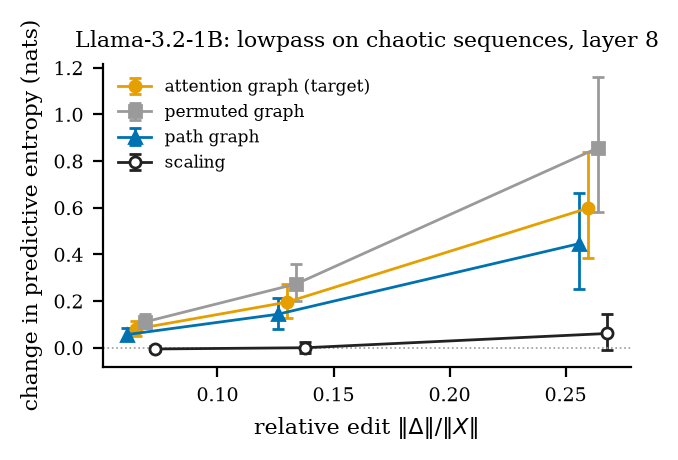 Llama-3.2-1B: lowpass on chaotic sequences, layer 8
change in predictive entropy (nats)
1.2
1.0
0.8
0.6
0.4
0.2
0.0
attention graph (target)
permuted graph
path graph
scaling
0.10 0.15 0.20 0.25
relative edit ‖Δ‖/‖X‖